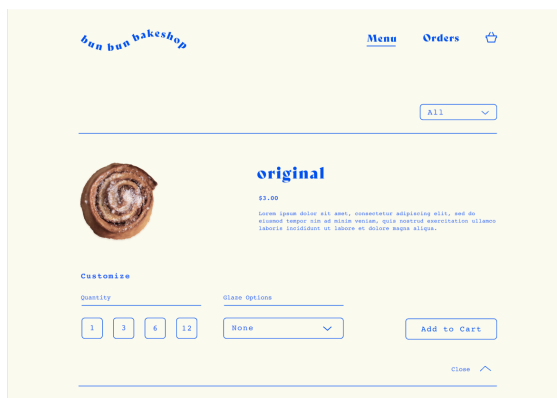 bun bun bakeshop
Menu
Orders
All
original
$3.00
Lorem ipsum dolor sit amet, consectetur adipiscing elit, sed do
eiusmod tempor nim ad minim veniam, quis nostrud exercitation ullamco
laboris incididunt ut labore et dolore magna aliqua.
Customize
Quantity
Glaze Options
1
3
6
12
None
Add to Cart
Close